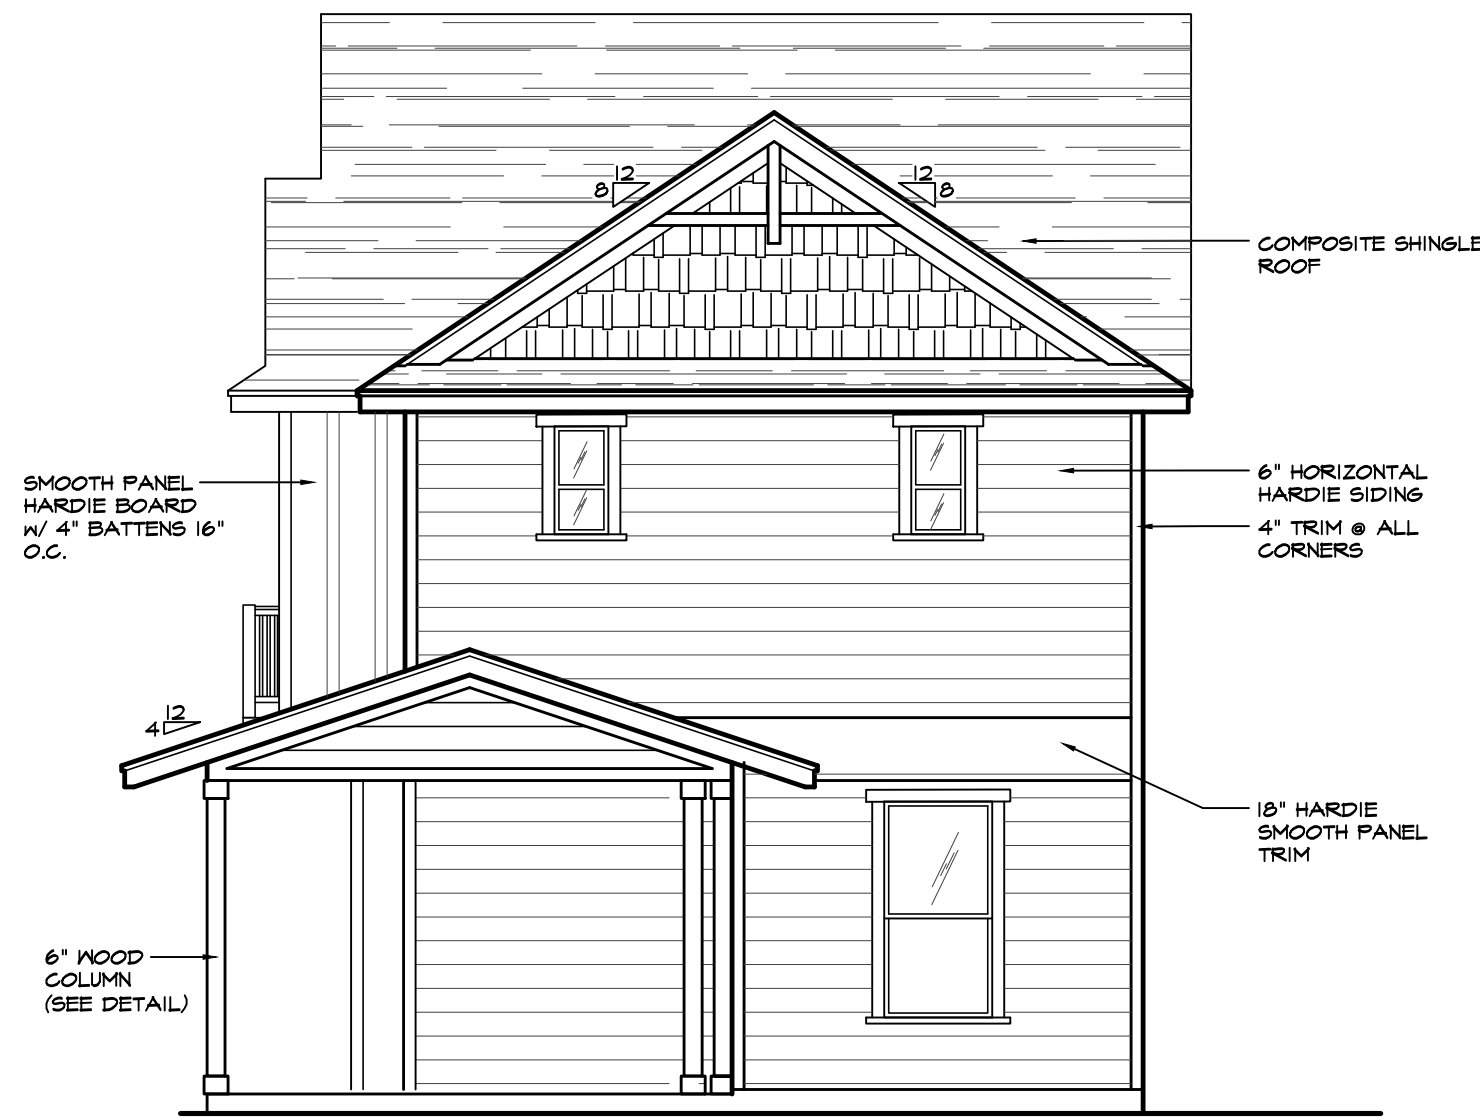 12
8
12
8
COMPOSITE SHINGLE
ROOF
SMOOTH PANEL
HARDIE BOARD
W/ 4" BATTENS 16"
O.C.
6" HORIZONTAL
HARDIE SIDING
4" TRIM @ ALL
CORNERS
12
4
18" HARDIE
SMOOTH PANEL
TRIM
6" WOOD
COLUMN
(SEE DETAIL)